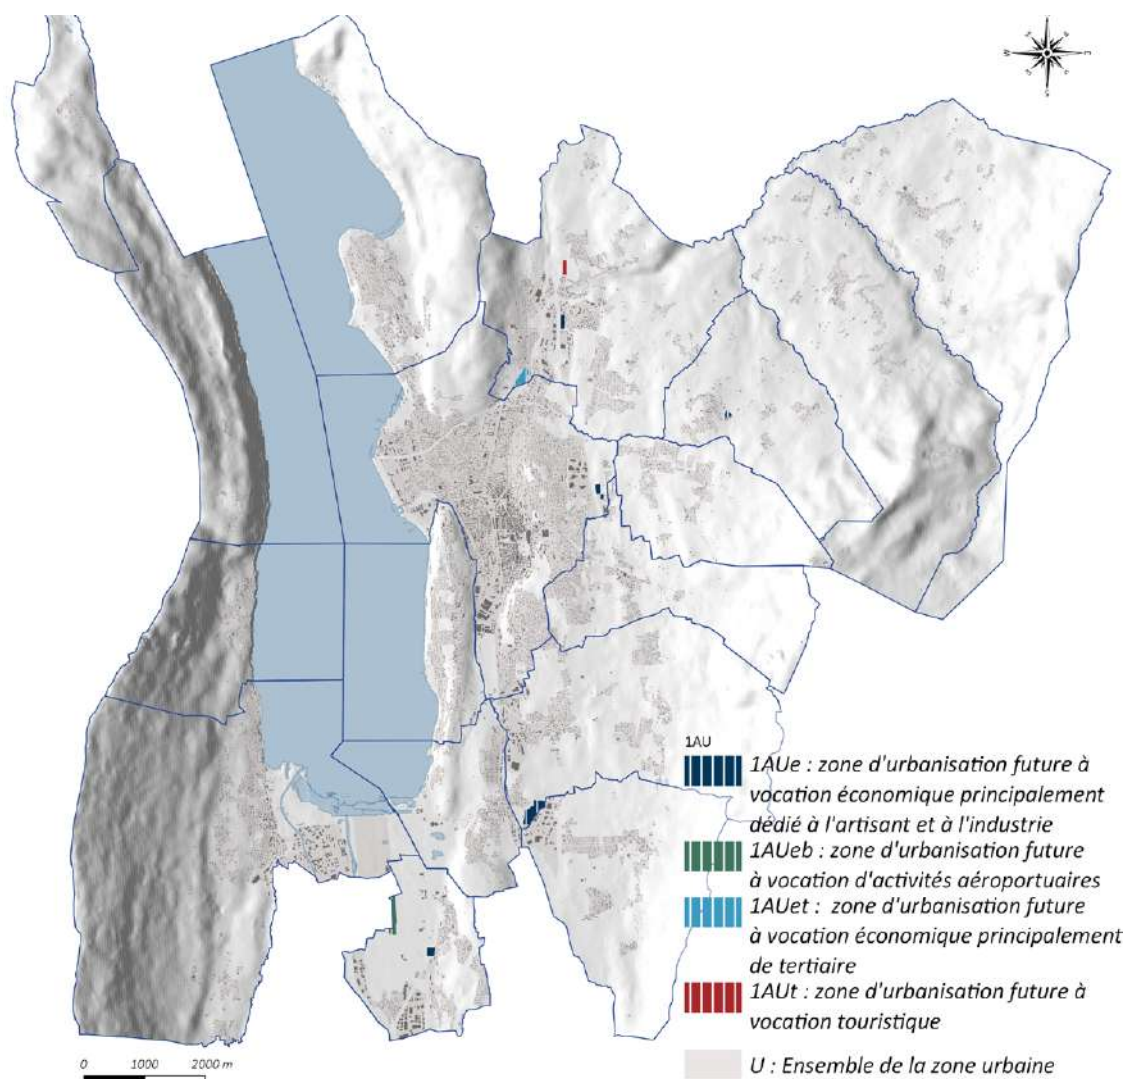 1AU
1AUe : zone d'urbanisation future à
vocation économique principalement
dédié à l'artisant et à l'industrie
1AUeb : zone d'urbanisation future
à vocation d'activités aéroportuaires
1AUet : zone d'urbanisation future
à vocation économique principalement
de tertiaire
1AUt : zone d'urbanisation future à
vocation touristique
U : Ensemble de la zone urbaine
0 1000 2000 m